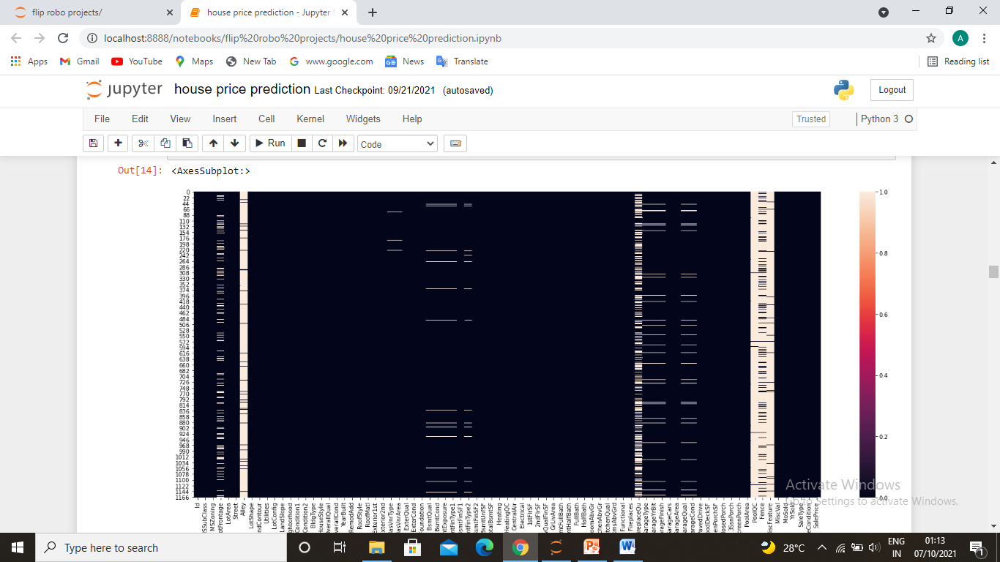 flip robo projects/
house price prediction - Jupyter
localhost:8888/notebooks/flip%20robo%20projects/house%20price%20prediction.ipynb
Apps Gmail YouTube Maps New Tab www.google.com News Translate Reading list
jupyter house price prediction Last Checkpoint: 09/21/2021 (autosaved) Logout
File Edit View Insert Cell Kernel Widgets Help Trusted Python 3
Run Code
Out[14]: <AxesSubplot:>
0
22
44
66
88
110
132
154
176
198
220
242
264
286
308
330
352
374
396
418
440
462
484
506
528
550
572
594
616
638
660
682
704
726
748
770
792
814
836
858
880
902
924
946
968
990
1012
1034
1056
1078
1100
1122
1144
1166
1.0
0.8
0.6
0.4
0.2
0.0
Id
SSubClass
MSZoning
otFrontage
LotArea
Street
Alley
LotShape
ndContour
Utilities
LotConfig
LandSlope
ghborhood
Condition1
Condition2
BldgType
HouseStyle
verallQual
verallCond
YearBuilt
RemodAdd
RoofStyle
RoofMatl
Exterior1st
xterior2nd
asVnrType
asVnrArea
ExterQual
ExterCond
Foundation
BsmtQual
BsmtCond
mtExposure
mtFinType1
smtFinSF1
mtFinType2
smtFinSF2
smtUnfSF
talBsmtSF
Heating
HeatingQC
CentralAir
Electrical
1stFlrSF
2ndFlrSF
QualFinSF
GrLivArea
mtFullBath
mtHalfBath
FullBath
HalfBath
oomAbvGr
chenAbvGr
tchenQual
msAbvGrd
Functional
Fireplaces
replaceQu
arageType
rageYrBlt
rageFinish
arageCars
arageArea
arageQual
arageCond
avedDrive
oodDeckSF
enPorchSF
losedPorch
3SsnPorch
reenPorch
PoolArea
PoolQC
Fence
iscFeature
MiscVal
MoSold
YrSold
SaleType
eCondition
SalePrice
Activate Windows
Go to Settings to activate Windows.
Type here to search
28°C ENG 01:13
IN 07/10/2021
1